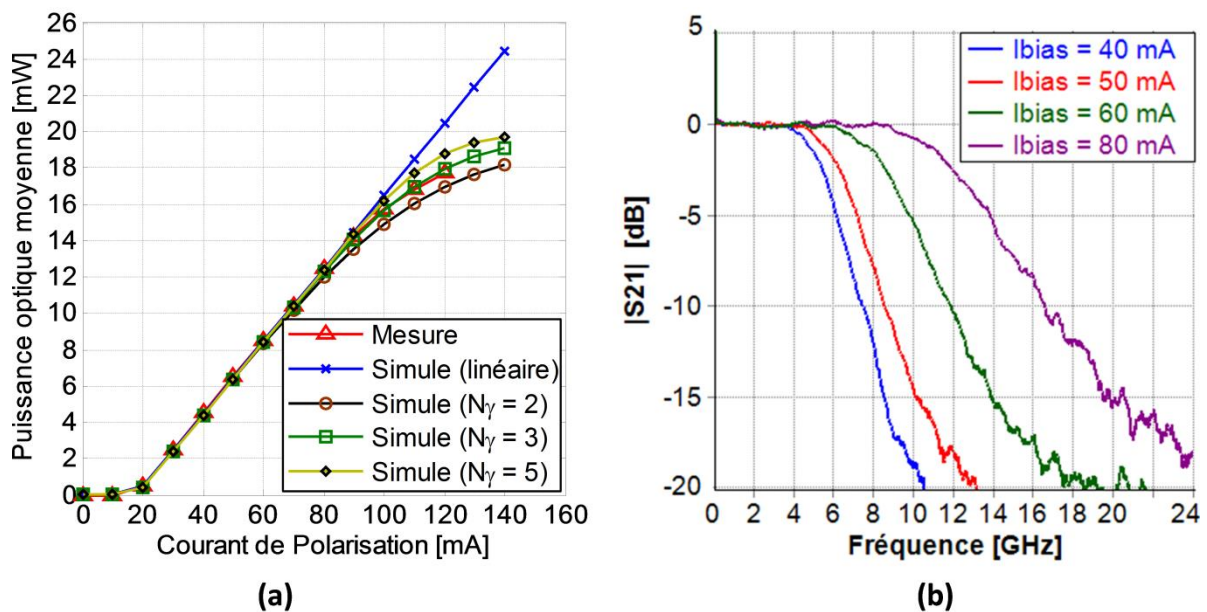 Puissance optique moyenne [mW]
26
24
22
20
18
16
14
12
10
8
6
4
2
0
0 20 40 60 80 100 120 140 160
Courant de Polarisation [mA]
Mesure
Simule (linéaire)
Simule (Nγ = 2)
Simule (Nγ = 3)
Simule (Nγ = 5)
(a)
|S21| [dB]
5
0
-5
-10
-15
-20
0 2 4 6 8 10 12 14 16 18 20 22 24
Fréquence [GHz]
Ibias = 40 mA
Ibias = 50 mA
Ibias = 60 mA
Ibias = 80 mA
(b)